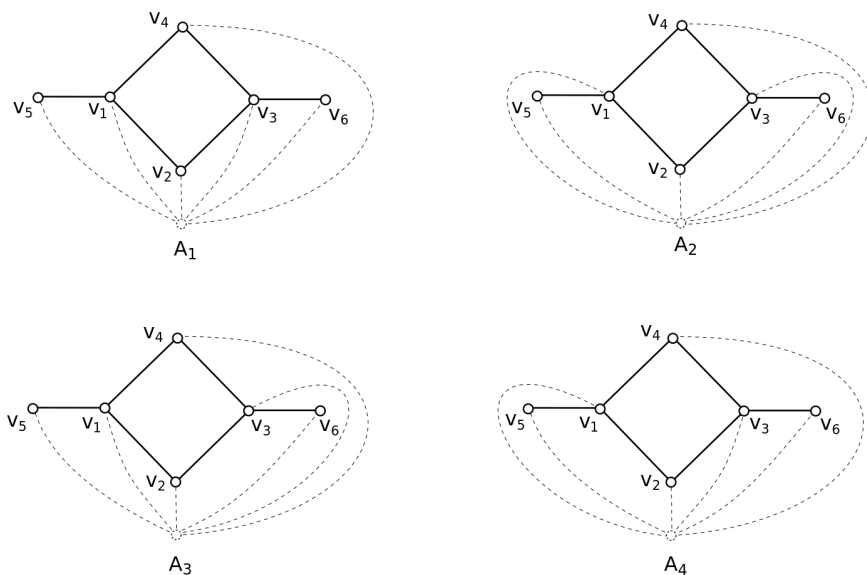 v₄ v₄
v₅ v₁ v₃ v₆ v₅ v₁ v₃ v₆
v₂ v₂
A₁ A₂
v₄ v₄
v₅ v₁ v₃ v₆ v₅ v₁ v₃ v₆
v₂ v₂
A₃ A₄